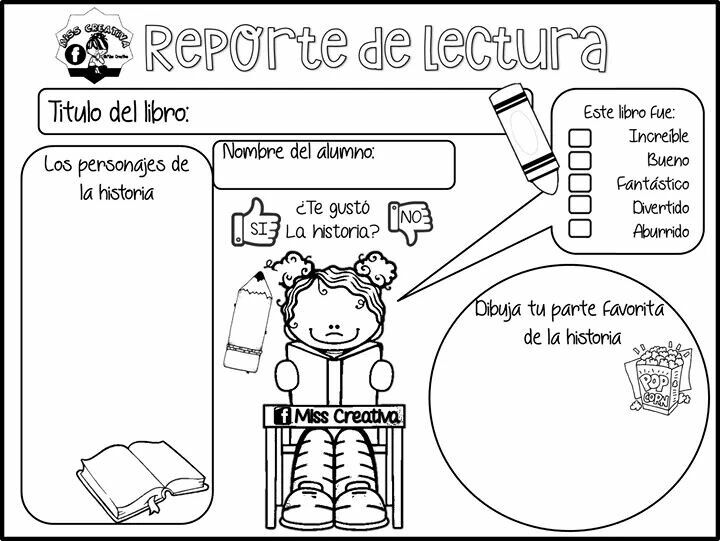 MISS CREATIVA
f
Miss Creativa
Reporte de lectura
Titulo del libro:
Nombre del alumno:
Los personajes de
la historia
¿Te gustó
La historia?
SI
NO
Este libro fue:
Increíble
Bueno
Fantástico
Divertido
Aburrido
Dibuja tu parte favorita
de la historia
POP
CORN
f Miss Creativa